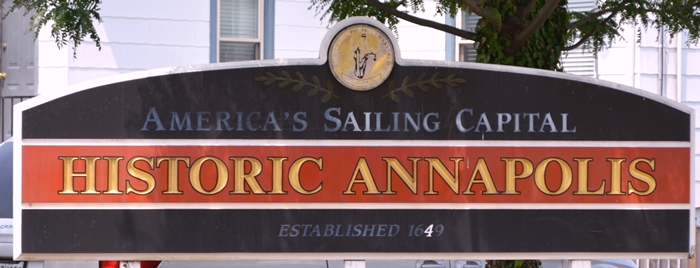 AMERICA'S SAILING CAPITAL
HISTORIC ANNAPOLIS
ESTABLISHED 1649